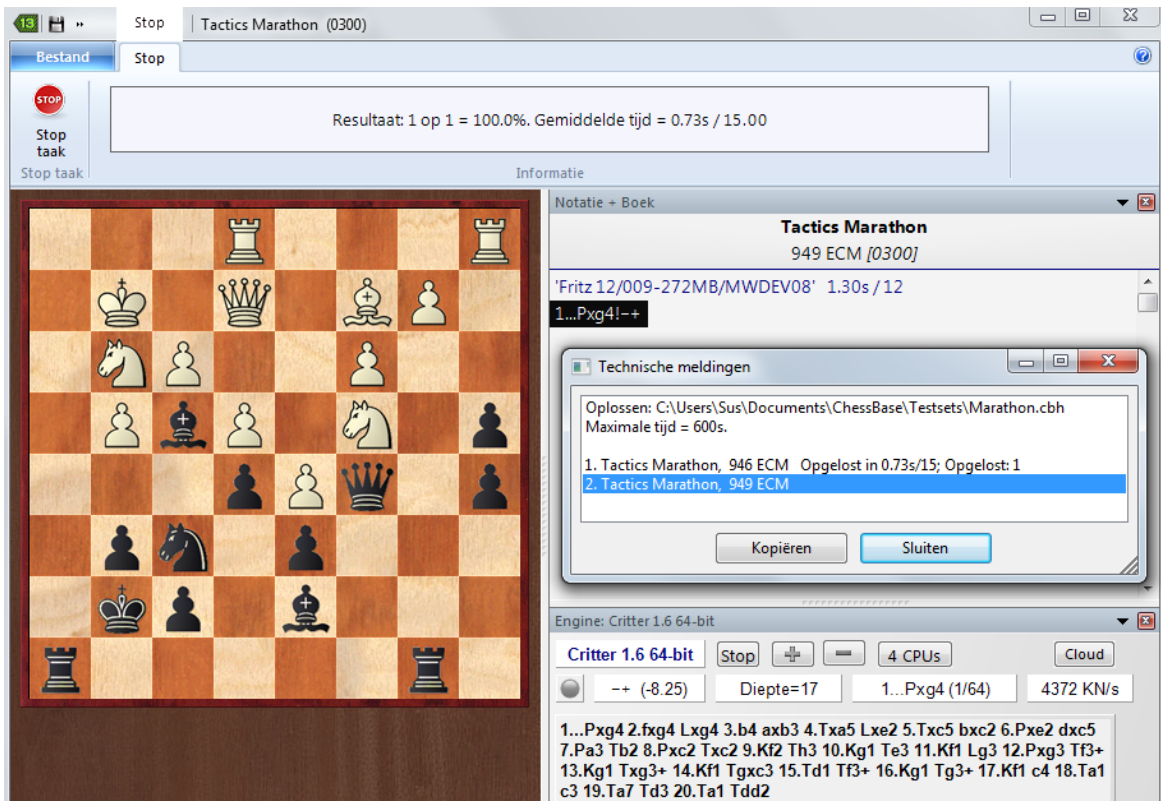 13 Stop Tactics Marathon (0300)
Bestand Stop
STOP
Stop
taak
Stop taak
Resultaat: 1 op 1 = 100.0%. Gemiddelde tijd = 0.73s / 15.00
Informatie
Notatie + Boek
Tactics Marathon
949 ECM [0300]
'Fritz 12/009-272MB/MWDEV08' 1.30s / 12
1...Pxg4!−+
Technische meldingen
Oplossen: C:\Users\Sus\Documents\ChessBase\Testsets\Marathon.cbh
Maximale tijd = 600s.
1. Tactics Marathon, 946 ECM Opgelost in 0.73s/15; Opgelost: 1
2. Tactics Marathon, 949 ECM
Kopiëren Sluiten
Engine: Critter 1.6 64-bit
Critter 1.6 64-bit Stop 4 CPUs Cloud
−+ (-8.25) Diepte=17 1...Pxg4 (1/64) 4372 KN/s
1...Pxg4 2.fxg4 Lxg4 3.b4 axb3 4.Txa5 Lxe2 5.Txc5 bxc2 6.Pxe2 dxc5
7.Pa3 Tb2 8.Pxc2 Txc2 9.Kf2 Th3 10.Kg1 Te3 11.Kf1 Lg3 12.Pxg3 Tf3+
13.Kg1 Txg3+ 14.Kf1 Tgxc3 15.Td1 Tf3+ 16.Kg1 Tg3+ 17.Kf1 c4 18.Ta1
c3 19.Ta7 Td3 20.Ta1 Tdd2